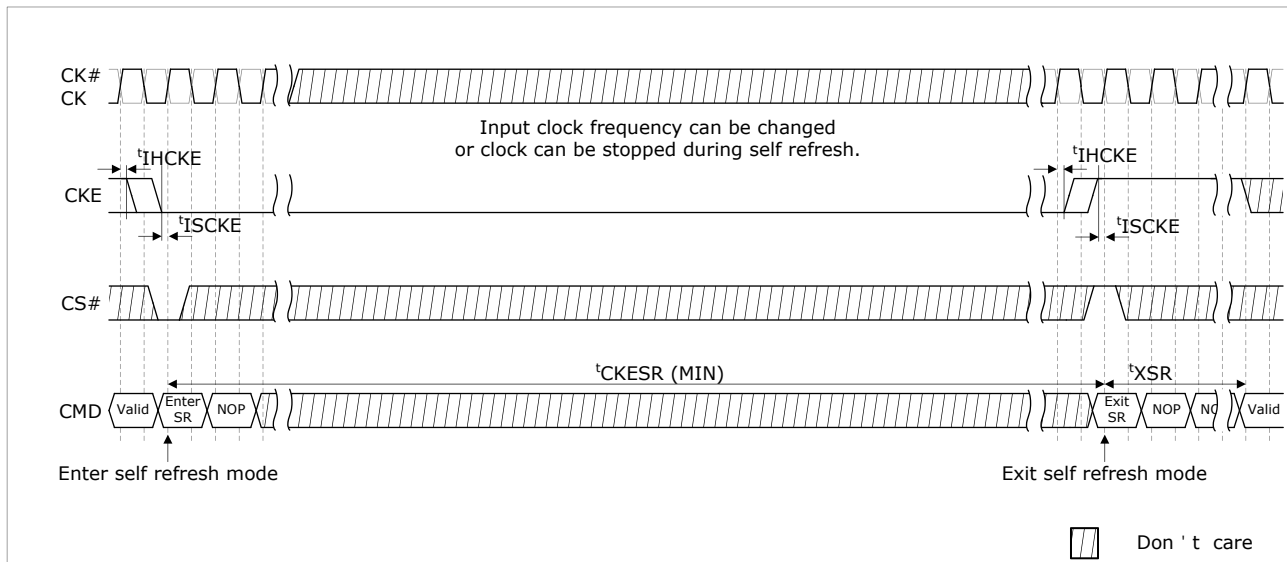 CK#
CK
Input clock frequency can be changed
or clock can be stopped during self refresh.
tIHCKE
tIHCKE
CKE
tISCKE
tISCKE
CS#
tCKESR (MIN)
tXSR
CMD
Valid
Enter
SR
NOP
Exit
SR
NOP
Valid
Enter self refresh mode
Exit self refresh mode
Don ' t care